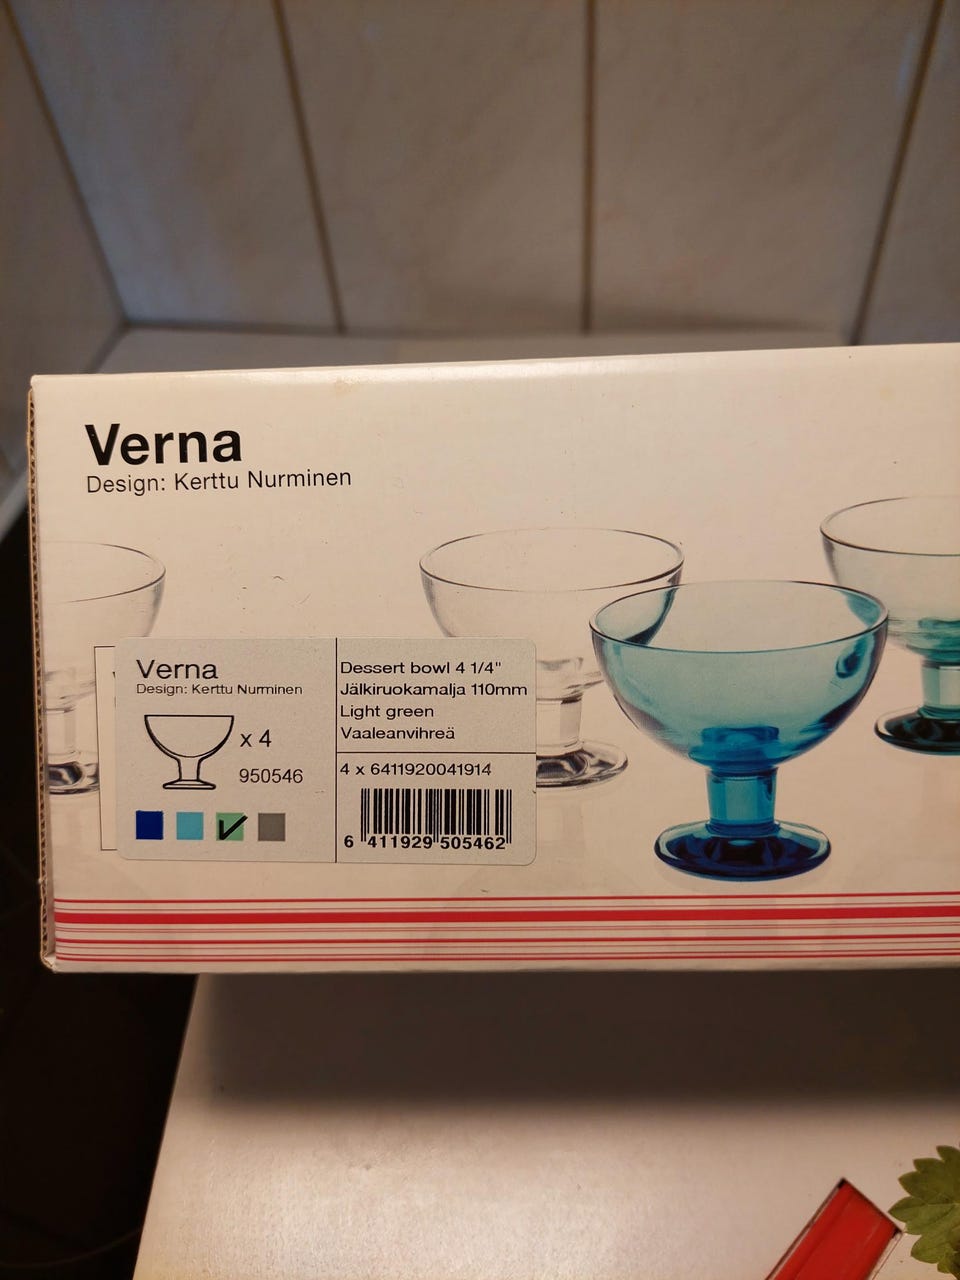 Verna
Design: Kerttu Nurminen
Verna
Design: Kerttu Nurminen
x 4
950546
Dessert bowl 4 1/4"
Jälkiruokamalja 110mm
Light green
Vaaleanvihreä
4 x 6411920041914
6 411929 505462